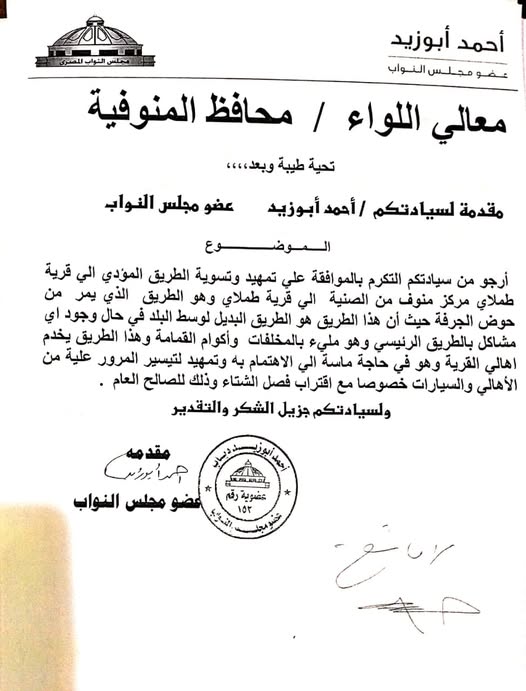 أحمد أبوزيد
عضو مجلس النواب
مجلس النواب المصرى
معالي اللواء / محافظ المنوفية
تحية طيبة وبعد,,,,
مقدمة لسيادتكم / أحمد أبوزيد عضو مجلس النواب
الموضوع
أرجو من سيادتكم التكرم بالموافقة علي تمهيد وتسوية الطريق المؤدي الي قرية
طملاي مركز منوف من الصنية الي قرية طملاي وهو الطريق الذي يمر من
حوض الجرفة حيث أن هذا الطريق هو الطريق البديل لوسط البلد في حال وجود اي
مشاكل بالطريق الرئيسي وهو مليء بالمخلفات وأكوام القمامة وهذا الطريق يخدم
اهالي القرية وهو في حاجة ماسة الي الاهتمام به وتمهيد لتيسير المرور علية من
الأهالي والسيارات خصوصا مع اقتراب فصل الشتاء وذلك للصالح العام .
ولسيادتكم جزيل الشكر والتقدير
مقدمه
احمد أبوزيد
عضو مجلس النواب
أحمد أبوزيد دياب
عضوية رقم
١٥٢
عضو مجلس النواب